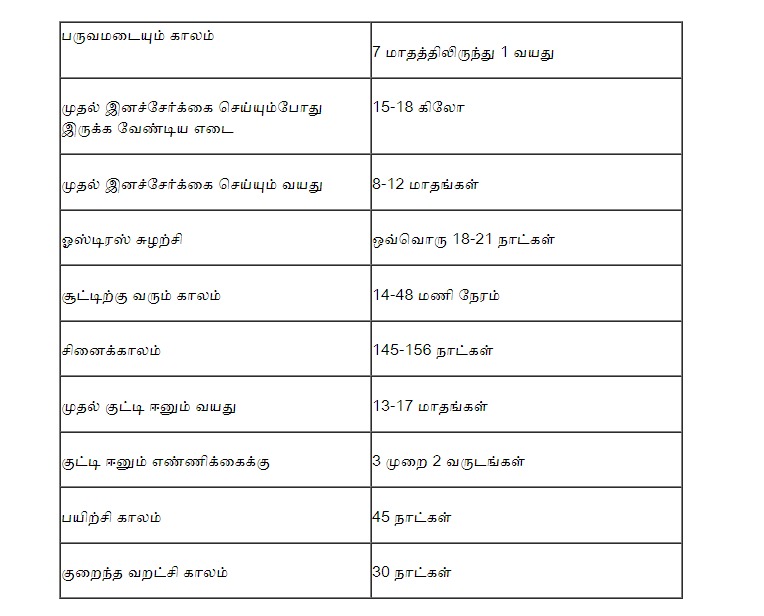 பருவமடையும் காலம்
7 மாதத்திலிருந்து 1 வயது
முதல் இனச்சேர்க்கை செய்யும்போது
இருக்க வேண்டிய எடை
15-18 கிலோ
முதல் இனச்சேர்க்கை செய்யும் வயது
8-12 மாதங்கள்
ஓஸ்டிரஸ் சுழற்சி
ஒவ்வொரு 18-21 நாட்கள்
சூட்டிற்கு வரும் காலம்
14-48 மணி நேரம்
சினைக்காலம்
145-156 நாட்கள்
முதல் குட்டி ஈனும் வயது
13-17 மாதங்கள்
குட்டி ஈனும் எண்ணிக்கைக்கு
3 முறை 2 வருடங்கள்
பயிற்சி காலம்
45 நாட்கள்
குறைந்த வறட்சி காலம்
30 நாட்கள்